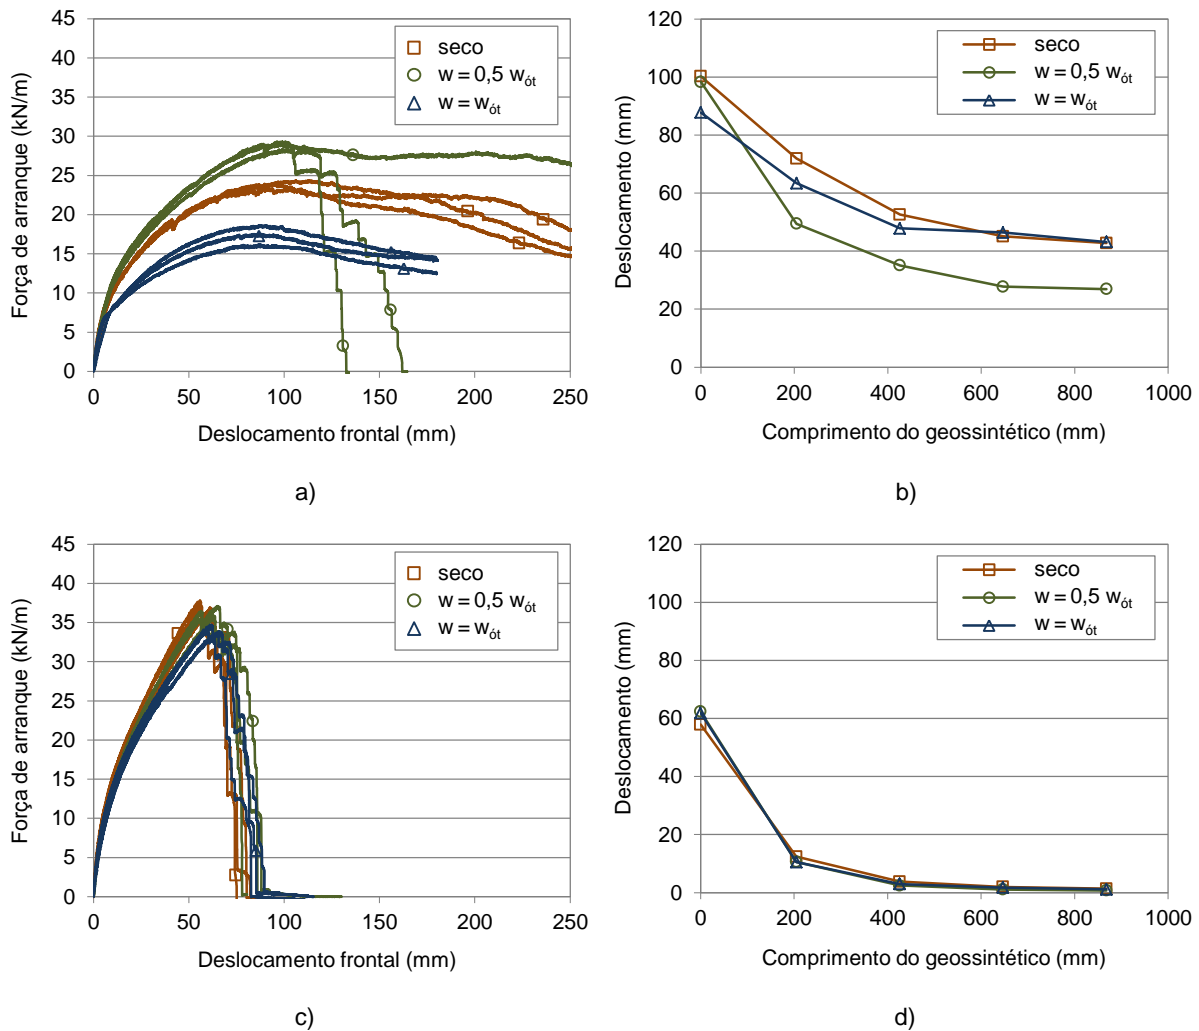 Força de arranque (kN/m)
45
40
35
30
25
20
15
10
5
0
0 50 100 150 200 250
Deslocamento frontal (mm)
seco
w = 0,5 wót
w = wót
a)
Deslocamento (mm)
120
100
80
60
40
20
0
0 200 400 600 800 1000
Comprimento do geossintético (mm)
seco
w = 0,5 wót
w = wót
b)
Força de arranque (kN/m)
45
40
35
30
25
20
15
10
5
0
0 50 100 150 200 250
Deslocamento frontal (mm)
seco
w = 0,5 wót
w = wót
c)
Deslocamento (mm)
120
100
80
60
40
20
0
0 200 400 600 800 1000
Comprimento do geossintético (mm)
seco
w = 0,5 wót
w = wót
d)